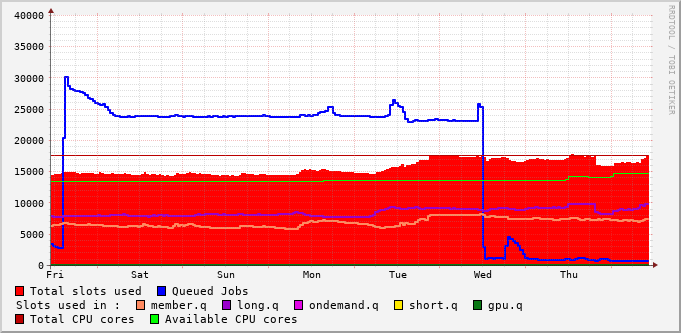 40000
35000
30000
25000
20000
15000
10000
5000
0
Fri Sat Sun Mon Tue Wed Thu
Total slots used Queued Jobs
Slots used in : member.q long.q ondemand.q short.q gpu.q
Total CPU cores Available CPU cores
RRDTOOL / TOBI OETIKER